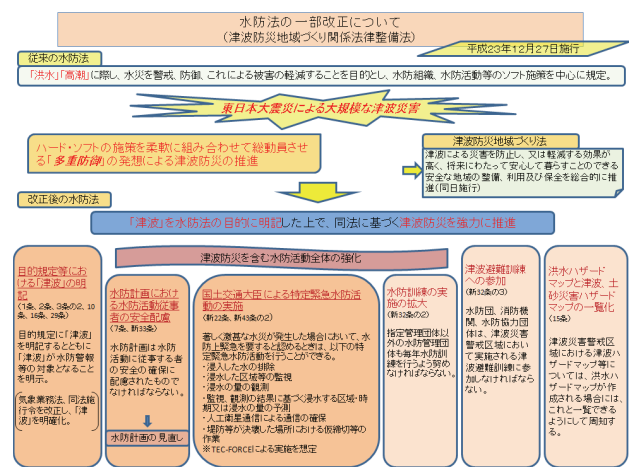 水防法の一部改正について
（津波防災地域づくり関係法律整備法）
平成23年12月27日施行
従来の水防法
「洪水」「高潮」に際し、水災を警戒、防御、これによる被害の軽減することを目的とし、水防組織、水防活動等のソフト施策を中心に規定。
東日本大震災による大規模な津波災害
ハード・ソフトの施策を柔軟に組み合わせて総動員させ
る「多重防御」の発想による津波防災の推進
津波防災地域づくり法
津波による災害を防止し、又は軽減する効果が
高く、将来にわたって安心して暮らすことのできる
安全な地域の整備、利用及び保全を総合的に推
進（同日施行）
改正後の水防法
「津波」を水防法の目的に明記した上で、同法に基づく津波防災を強力に推進
津波防災を含む水防活動全体の強化
目的規定等にお
ける「津波」の明
記
（1条、2条、3条の2、10
条、16条、29条）
目的規定に「津波」
を明記するとともに
「津波」が水防警報
等の対象となること
を明示。
気象業務法、同法施
行令を改正し、「津
波」を明確化。
水防計画におけ
る水防活動従事
者の安全配慮
（7条、新33条）
水防計画は水防
活動に従事する者
の安全の確保に
配慮されたもので
なければならない。
水防計画の見直し
国土交通大臣による特定緊急水防活
動の実施
（新22条、新43条の2）
著しく激甚な水災が発生した場合において、水
防上緊急を要すると認めるときは、以下の特定
緊急水防活動を行うことができる。
・浸入した水の排除
・浸水した区域等の監視
・浸水の量の観測
・監視、観測の結果に基づく浸水する区域・時
期又は浸水の量の予測
・人工衛星通信による通信の確保
・堤防等が決壊した場所における仮締切等の
作業
※TEC-FORCEによる実施を想定
水防訓練の実
施の拡大
（新32条の2）
指定管理団体以
外の水防管理団
体も毎年水防訓
練を行うよう努め
なければならない。
津波避難訓練
への参加
（新32条の3）
水防団、消防機
関、水防協力団
体は、津波災害
警戒区域におい
て実施される津
波避難訓練に参
加しなければなら
ない。
洪水ハザード
マップと津波、土
砂災害ハザード
マップの一覧化
（15条）
津波災害警戒区
域における津波ハ
ザードマップ等に
ついては、洪水ハ
ザードマップが作
成される場合には、
これと一覧できる
ようにして周知す
る。